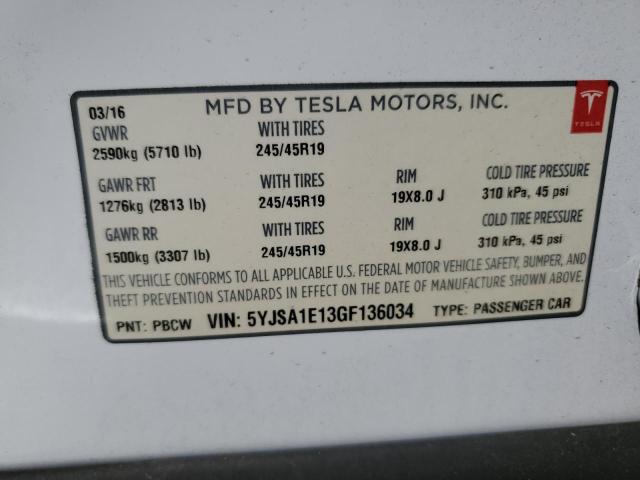 03/16 MFD BY TESLA MOTORS, INC.
TESLA
GVWR WITH TIRES
2590kg (5710 lb) 245/45R19
GAWR FRT WITH TIRES RIM COLD TIRE PRESSURE
1276kg (2813 lb) 245/45R19 19X8.0 J 310 kPa, 45 psi
GAWR RR WITH TIRES RIM COLD TIRE PRESSURE
1500kg (3307 lb) 245/45R19 19X8.0 J 310 kPa, 45 psi
THIS VEHICLE CONFORMS TO ALL APPLICABLE U.S. FEDERAL MOTOR VEHICLE SAFETY, BUMPER, AND
THEFT PREVENTION STANDARDS IN EFFECT ON THE DATE OF MANUFACTURE SHOWN ABOVE.
PNT: PBCW VIN: 5YJSA1E13GF136034 TYPE: PASSENGER CAR